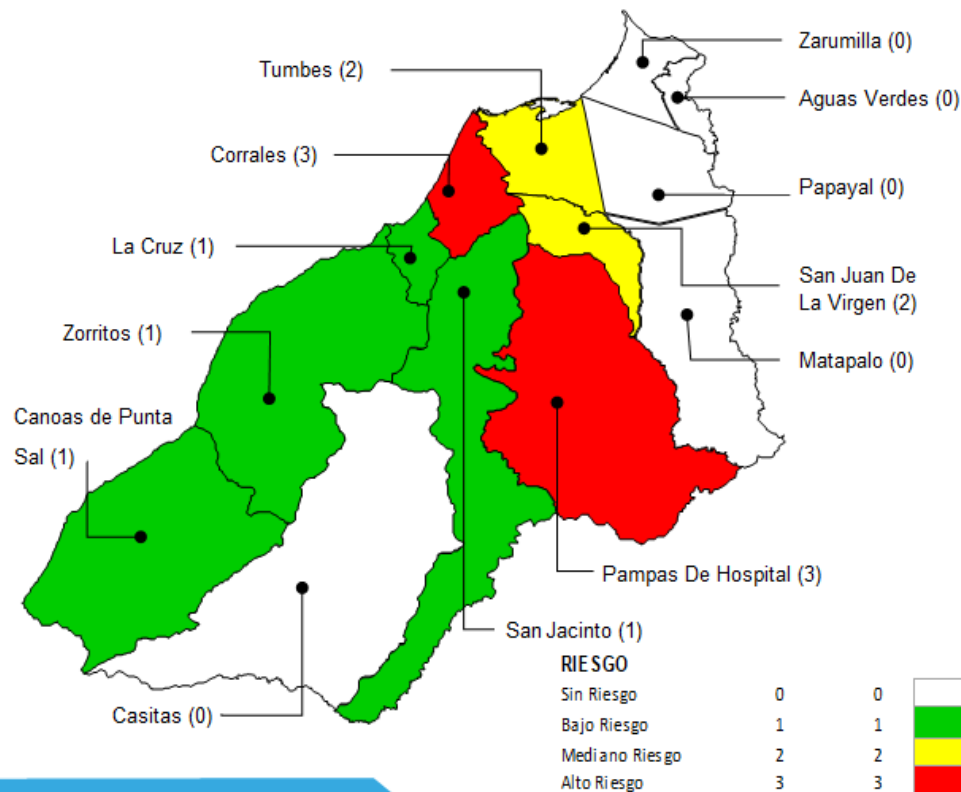 Zarumilla (0)
Tumbes (2)
Aguas Verdes (0)
Corrales (3)
Papayal (0)
La Cruz (1)
San Juan De
La Virgen (2)
Zorritos (1)
Matapalo (0)
Canoas de Punta
Sal (1)
Pampas De Hospital (3)
San Jacinto (1)
Casitas (0)
RIESGO
Sin Riesgo 0 0
Bajo Riesgo 1 1
Mediano Riesgo 2 2
Alto Riesgo 3 3